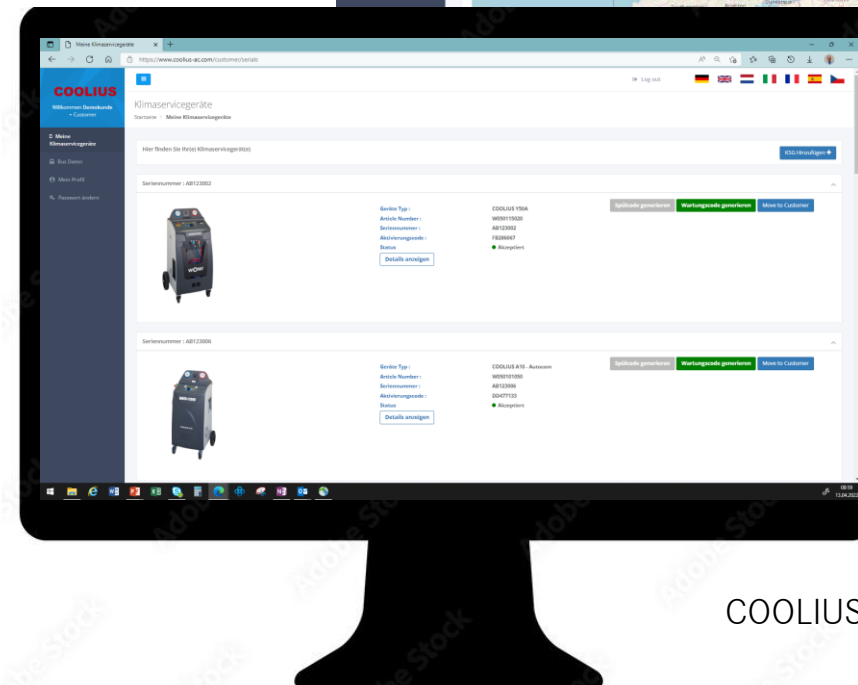 Meine Klimaservicegeräte
https://www.coolius-ac.com/customer/serials
COOLIUS
Willkommen Demokunde
- Customer
Meine
Klimaservicegeräte
Bus Daten
Mein Profil
Passwort ändern
Log out
Klimaservicegeräte
Startseite
Meine Klimaservicegeräte
Hier finden Sie Ihr(e) Klimaservicegerät(e)
KSG Hinzufügen +
Seriennummer : AB123002
Geräte Typ : COOLIUS Y50A
Article Number : W050115020
Seriennummer : AB123002
Aktivierungscode :
Status Akzeptiert
Details anzeigen
Spülcode generieren Wartungscode generieren Move to Customer
WOW!
Seriennummer : AB123006
Geräte Typ : COOLIUS A10 - Autocom
Article Number : W050101050
Seriennummer : AB123006
Aktivierungscode : DD477133
Status Akzeptiert
Details anzeigen
Spülcode generieren Wartungscode generieren Move to Customer
COOLIUS
Adobe Stock